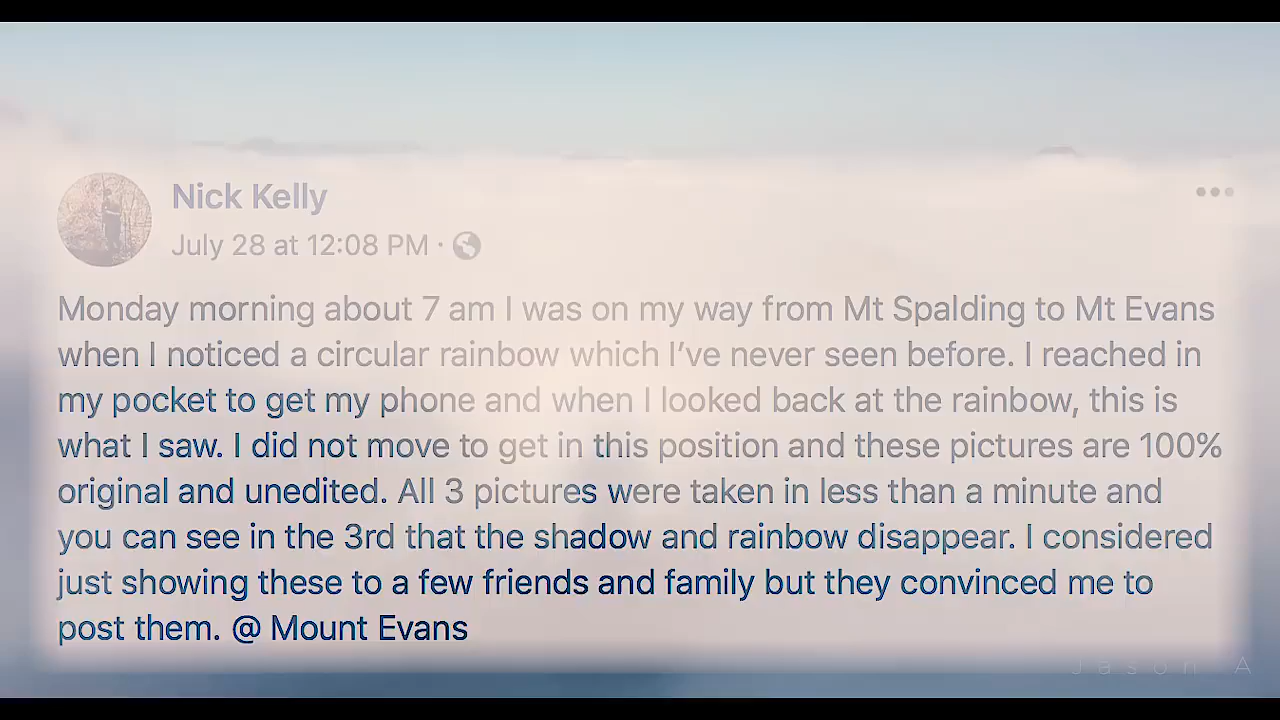 Nick Kelly
July 28 at 12:08 PM ·
Monday morning about 7 am I was on my way from Mt Spalding to Mt Evans
when I noticed a circular rainbow which I’ve never seen before. I reached in
my pocket to get my phone and when I looked back at the rainbow, this is
what I saw. I did not move to get in this position and these pictures are 100%
original and unedited. All 3 pictures were taken in less than a minute and
you can see in the 3rd that the shadow and rainbow disappear. I considered
just showing these to a few friends and family but they convinced me to
post them. @ Mount Evans
Jason A